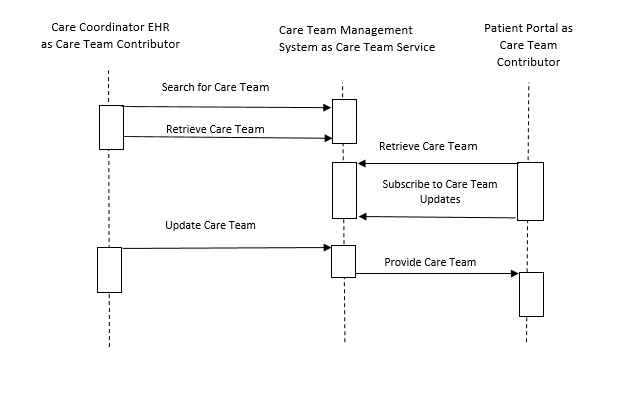 Care Coordinator EHR
as Care Team Contributor
Care Team Management
System as Care Team Service
Patient Portal as
Care Team
Contributor
Search for Care Team
Retrieve Care Team
Retrieve Care Team
Subscribe to Care Team
Updates
Update Care Team
Provide Care Team